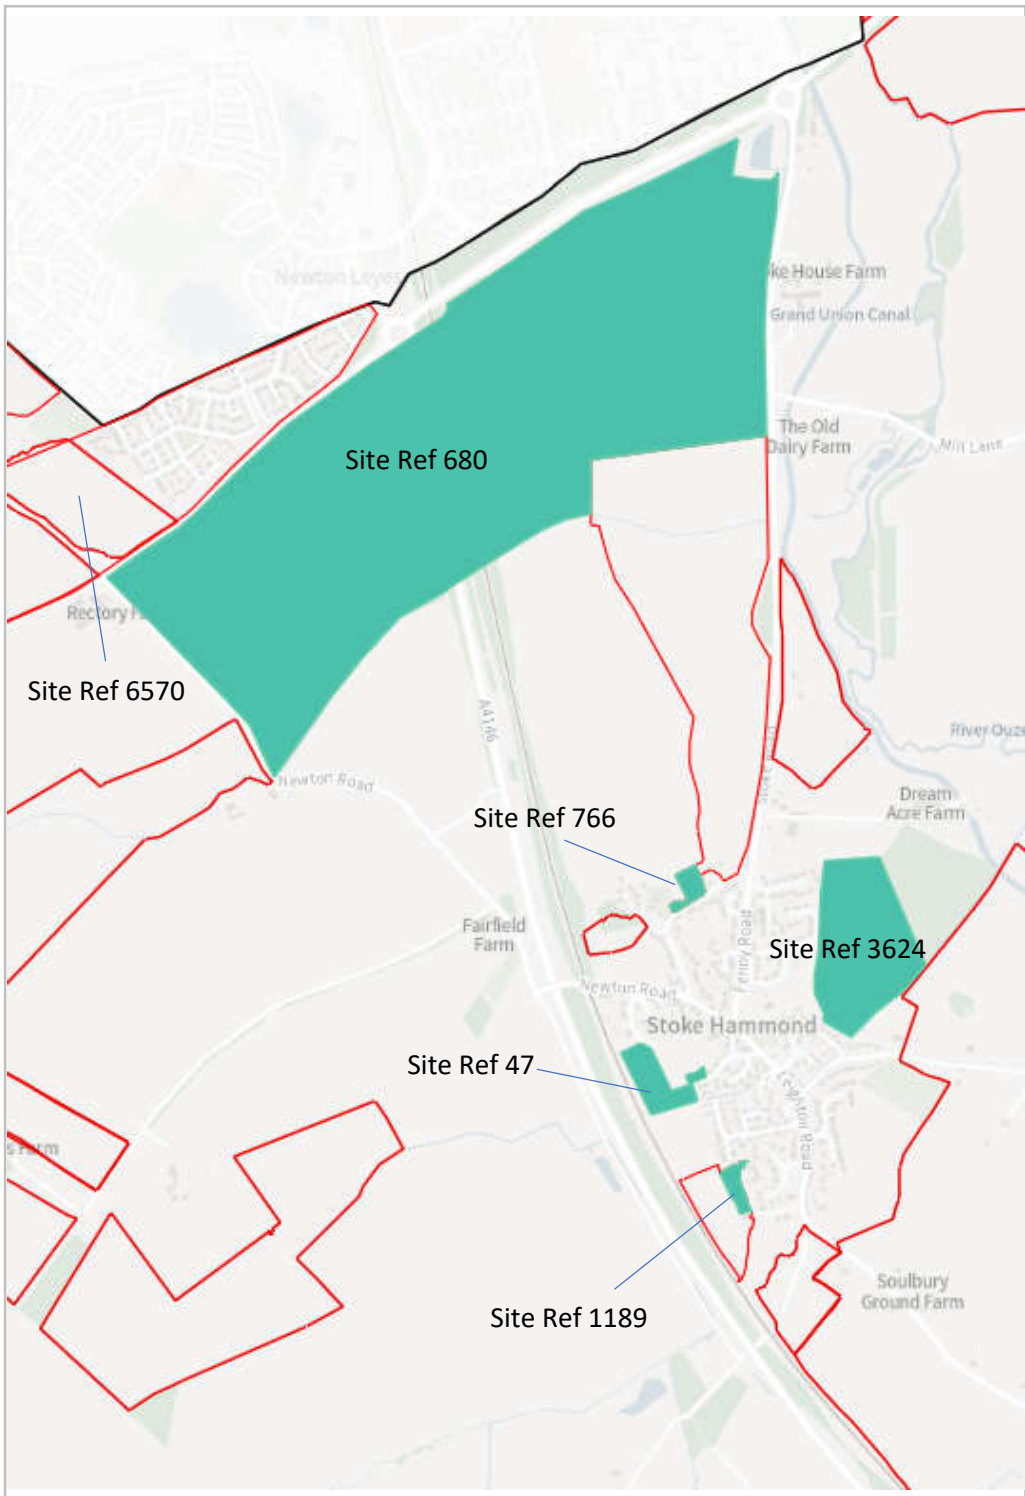 Newton Leyes
ke House Farm
Grand Union Canal
The Old
Dairy Farm
Mill Lane
Site Ref 680
Rectory
Site Ref 6570
A4146
River Ouze
Newton Road
Dream
Acre Farm
Site Ref 766
Fairfield
Farm
Fenny Road
Site Ref 3624
Newton Road
Stoke Hammond
Site Ref 47
Leighton Road
s Farm
Soulbury
Ground Farm
Site Ref 1189